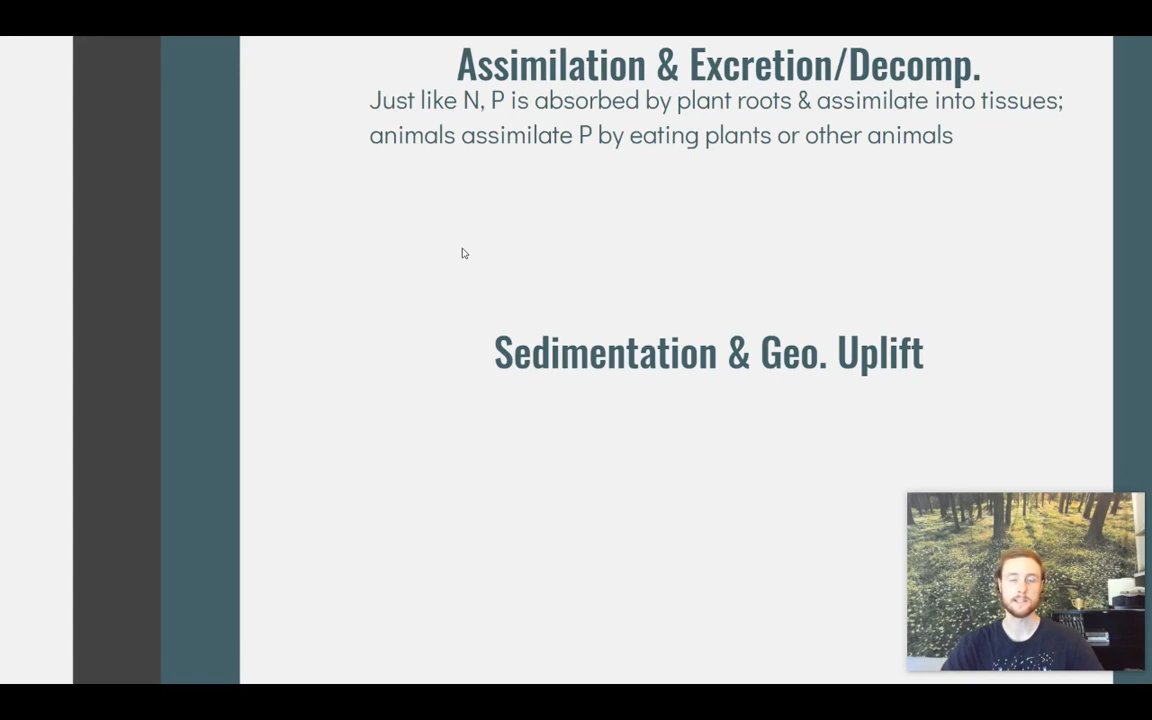 Assimilation & Excretion/Decomp.
Just like N, P is absorbed by plant roots & assimilate into tissues;
animals assimilate P by eating plants or other animals
Sedimentation & Geo. Uplift